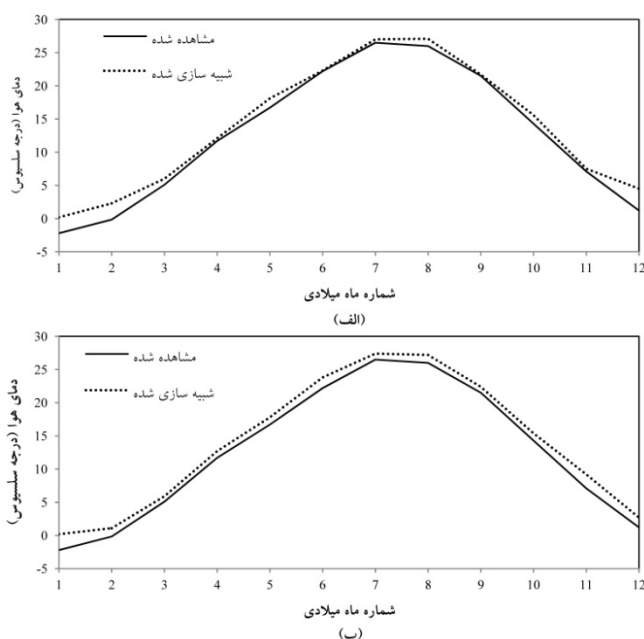 دمای هوا (درجه سلسیوس)
30
25
20
15
10
5
0
-5
مشاهده شده
شبیه سازی شده
1 2 3 4 5 6 7 8 9 10 11 12
شماره ماه میلادی
(الف)
دمای هوا (درجه سلسیوس)
30
25
20
15
10
5
0
-5
مشاهده شده
شبیه سازی شده
1 2 3 4 5 6 7 8 9 10 11 12
شماره ماه میلادی
(ب)